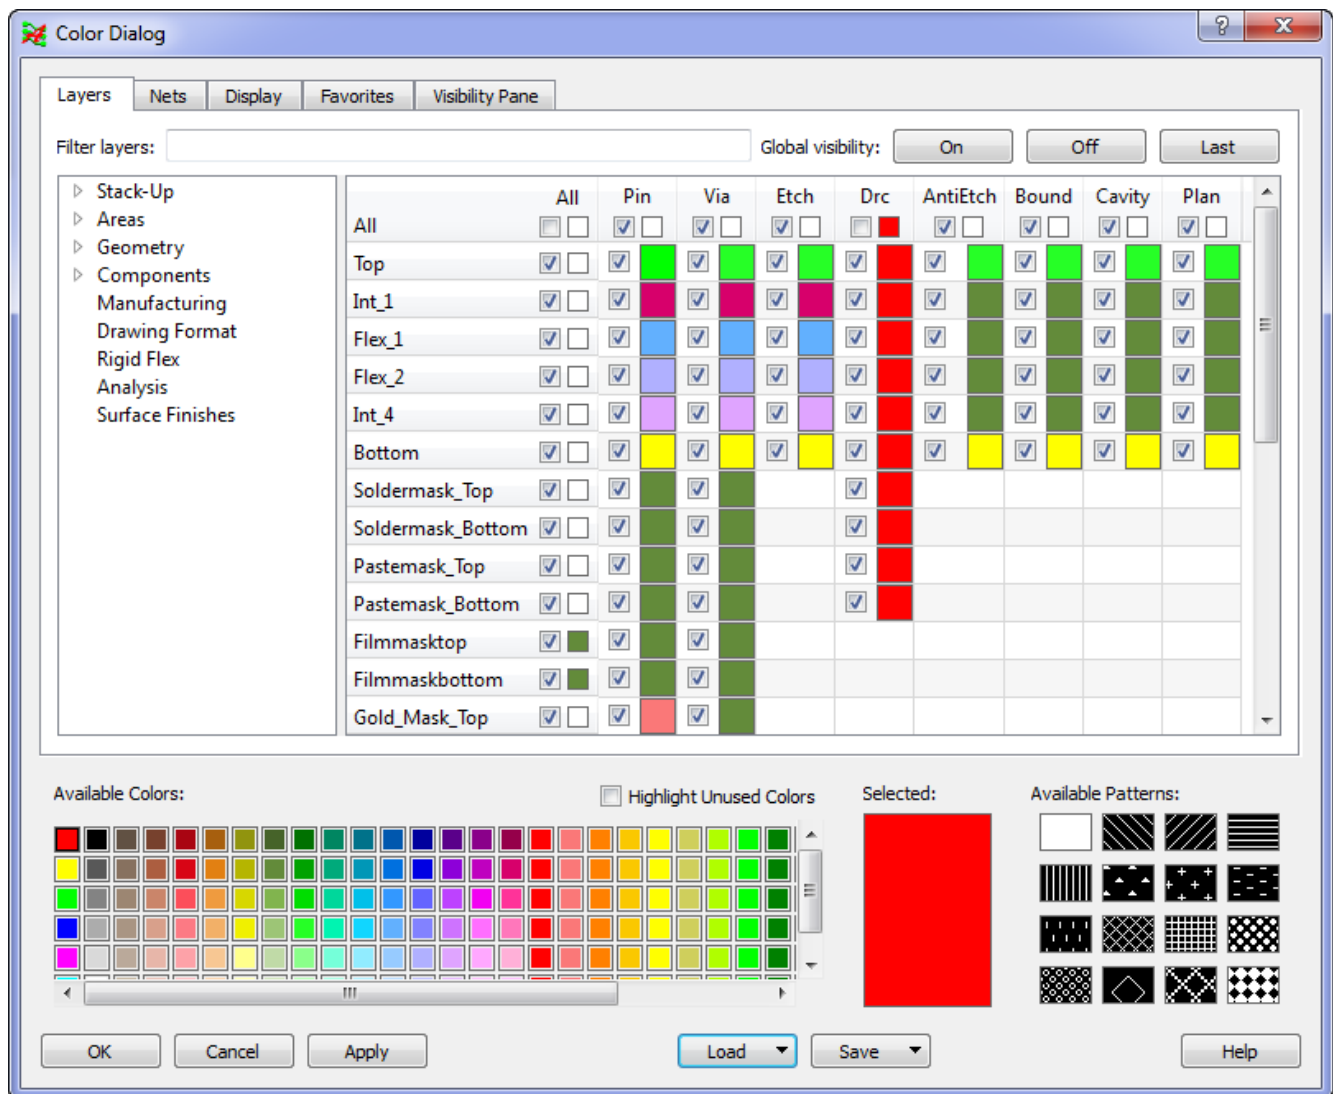 Color Dialog
Layers Nets Display Favorites Visibility Pane
Filter layers: Global visibility: On Off Last
Stack-Up
Areas
Geometry
Components
Manufacturing
Drawing Format
Rigid Flex
Analysis
Surface Finishes
All Pin Via Etch Drc AntiEtch Bound Cavity Plan
All
Top
Int_1
Flex_1
Flex_2
Int_4
Bottom
Soldermask_Top
Soldermask_Bottom
Pastemask_Top
Pastemask_Bottom
Filmmasktop
Filmmaskbottom
Gold_Mask_Top
Available Colors: Highlight Unused Colors Selected: Available Patterns:
OK Cancel Apply Load Save Help